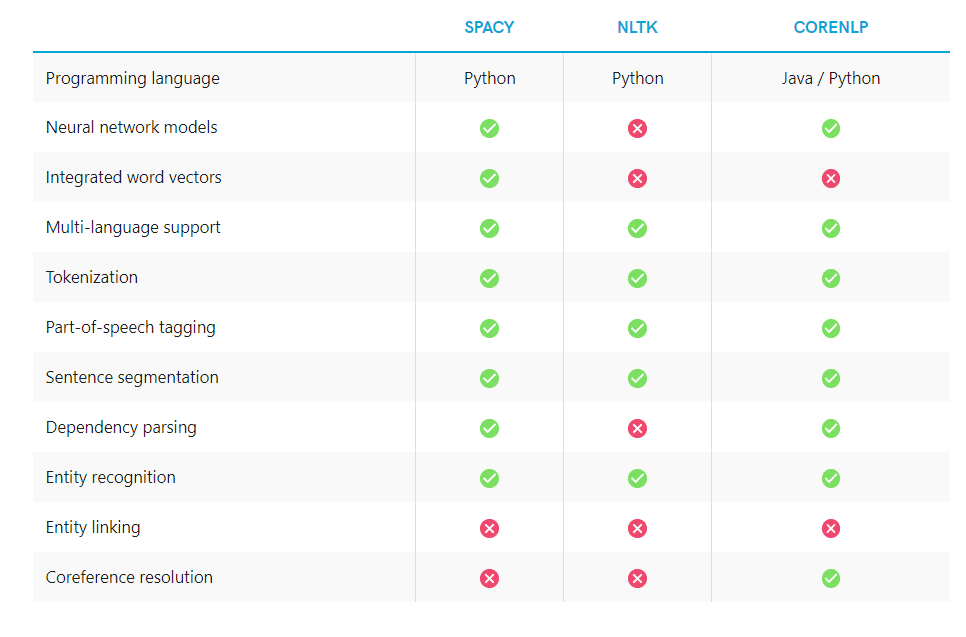 SPACY NLTK CORENLP
Programming language Python Python Java / Python
Neural network models
Integrated word vectors
Multi-language support
Tokenization
Part-of-speech tagging
Sentence segmentation
Dependency parsing
Entity recognition
Entity linking
Coreference resolution